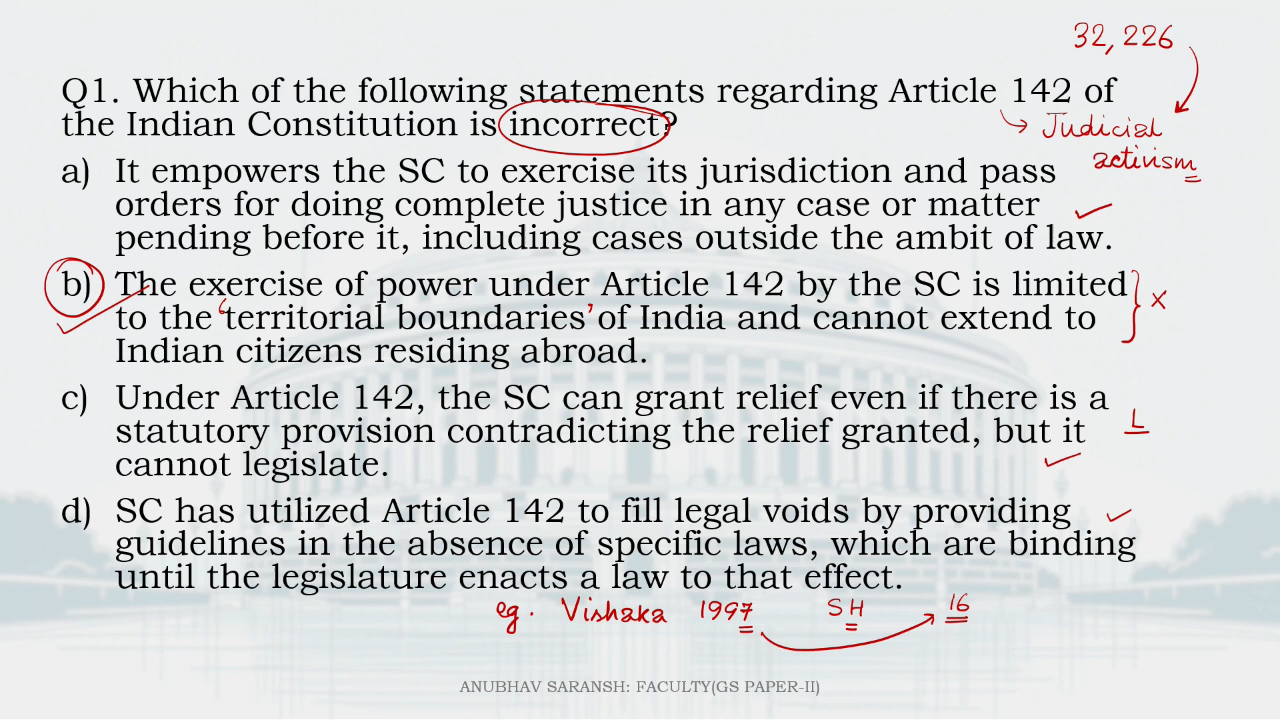 32, 226
Q1. Which of the following statements regarding Article 142 of
the Indian Constitution is incorrect?
Judicial
activism
a) It empowers the SC to exercise its jurisdiction and pass
orders for doing complete justice in any case or matter
pending before it, including cases outside the ambit of law.
b) The exercise of power under Article 142 by the SC is limited
to the ‘territorial boundaries’ of India and cannot extend to
Indian citizens residing abroad.
x
c) Under Article 142, the SC can grant relief even if there is a
statutory provision contradicting the relief granted, but it
cannot legislate.
L
d) SC has utilized Article 142 to fill legal voids by providing
guidelines in the absence of specific laws, which are binding
until the legislature enacts a law to that effect.
eg. Vishaka 1997 SH 16
ANUBHAV SARANSH: FACULTY(GS PAPER-II)